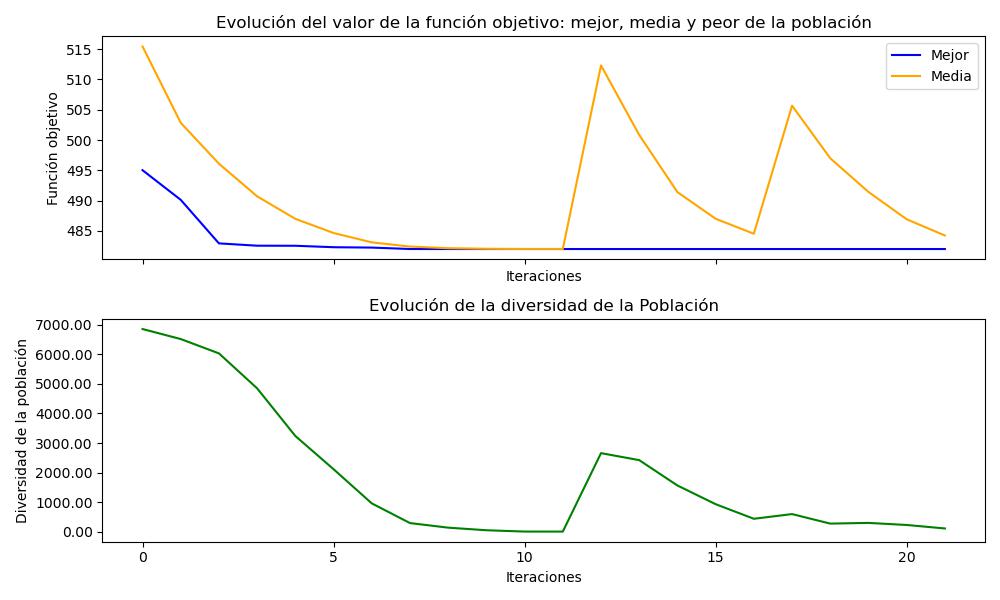 Evolución del valor de la función objetivo: mejor, media y peor de la población
Función objetivo
515
510
505
500
495
490
485
Mejor
Media
Iteraciones
Evolución de la diversidad de la Población
Diversidad de la población
7000.00
6000.00
5000.00
4000.00
3000.00
2000.00
1000.00
0.00
0 5 10 15 20
Iteraciones